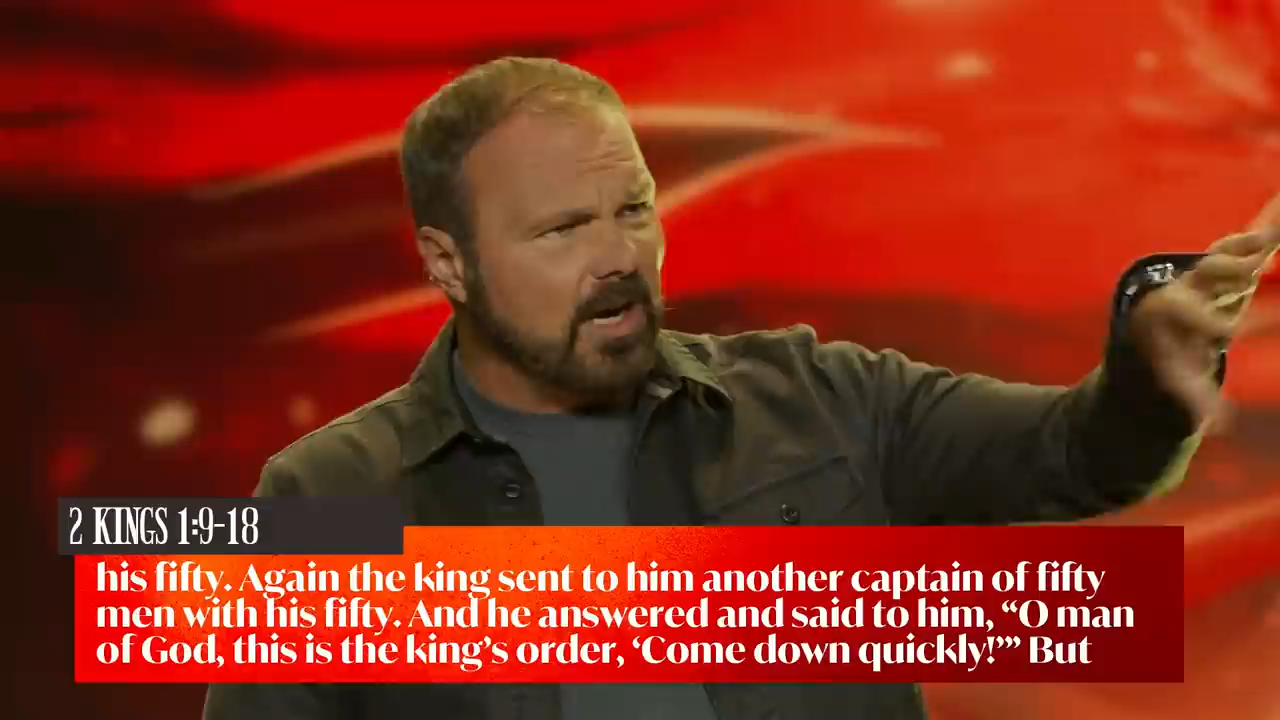 2 KINGS 1:9-18
his fifty. Again the king sent to him another captain of fifty
men with his fifty. And he answered and said to him, “O man
of God, this is the king’s order, ‘Come down quickly!’” But